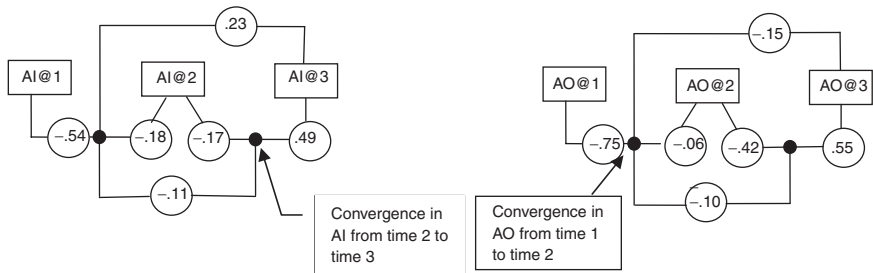 .23
AI@1
AI@2
AI@3
–.54
–.18
–.17
.49
–.11
Convergence in
AI from time 2 to
time 3
–.15
AO@1
AO@2
AO@3
–.75
–.06
–.42
.55
–.10
Convergence in
AO from time 1
to time 2